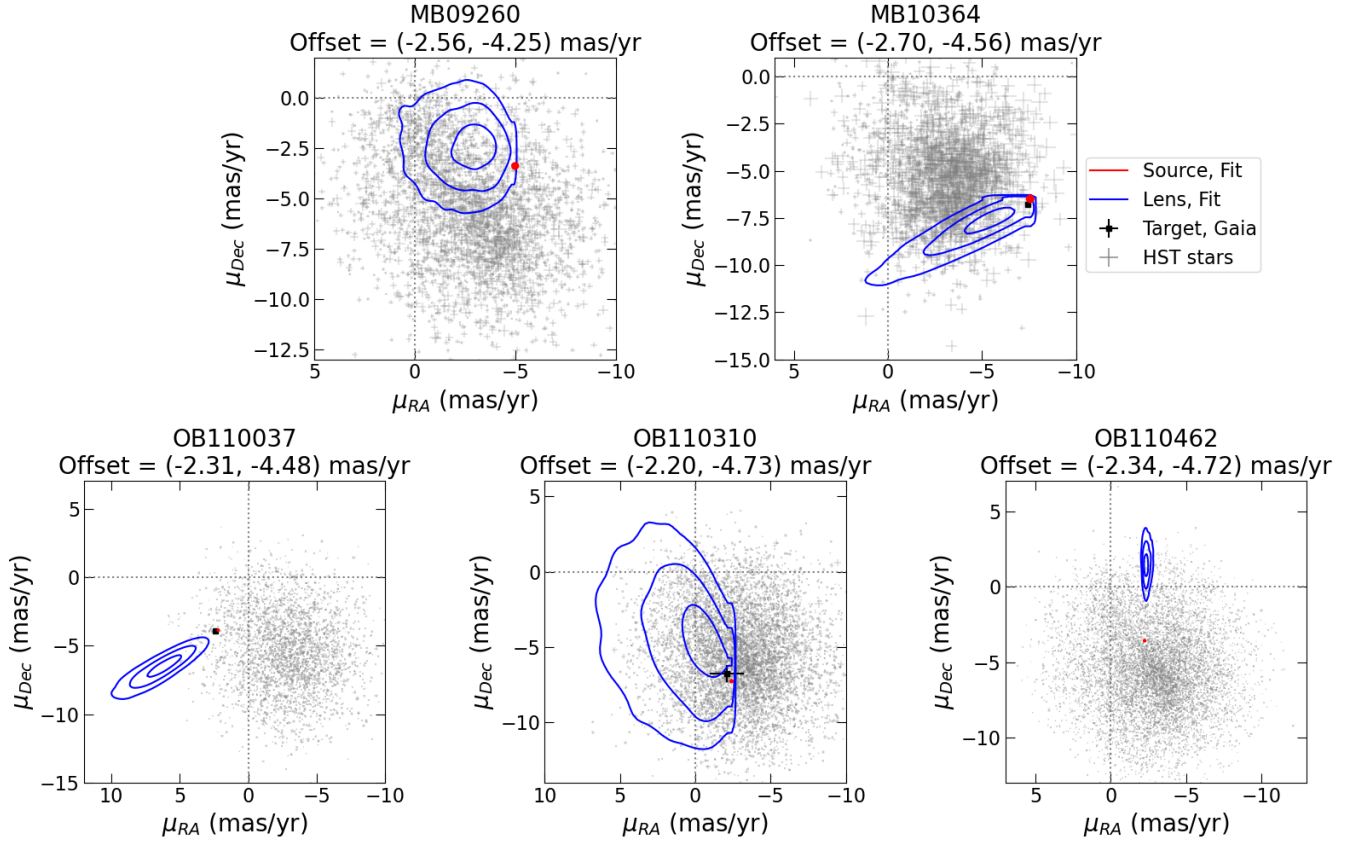 MB09260
Offset = (-2.56, -4.25) mas/yr
0.0
−2.5
−5.0
−7.5
−10.0
−12.5
μDec (mas/yr)
5
0
−5
−10
μRA (mas/yr)
MB10364
Offset = (-2.70, -4.56) mas/yr
0.0
−2.5
−5.0
−7.5
−10.0
−12.5
−15.0
μDec (mas/yr)
5
0
−5
−10
μRA (mas/yr)
Source, Fit
Lens, Fit
Target, Gaia
HST stars
OB110037
Offset = (-2.31, -4.48) mas/yr
5
0
−5
−10
−15
μDec (mas/yr)
10
5
0
−5
−10
μRA (mas/yr)
OB110310
Offset = (-2.20, -4.73) mas/yr
5
0
−5
−10
μDec (mas/yr)
10
5
0
−5
−10
μRA (mas/yr)
OB110462
Offset = (-2.34, -4.72) mas/yr
5
0
−5
−10
μDec (mas/yr)
5
0
−5
−10
μRA (mas/yr)